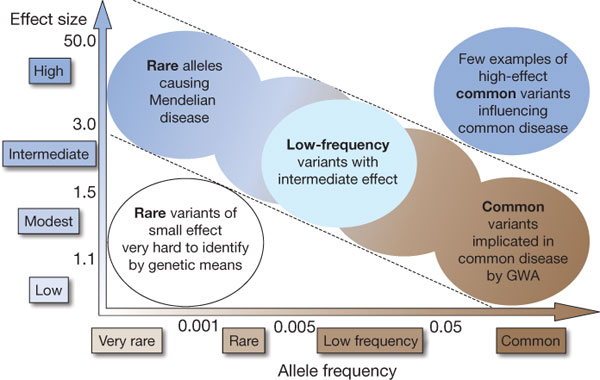 Effect size
50.0
High
3.0
Intermediate
1.5
Modest
1.1
Low
Rare alleles
causing
Mendelian
disease
Low-frequency
variants with
intermediate effect
Few examples of
high-effect
common variants
influencing
common disease
Rare variants of
small effect
very hard to identify
by genetic means
Common
variants
implicated in
common disease
by GWA
Very rare
0.001
Rare
0.005
Low frequency
0.05
Common
Allele frequency